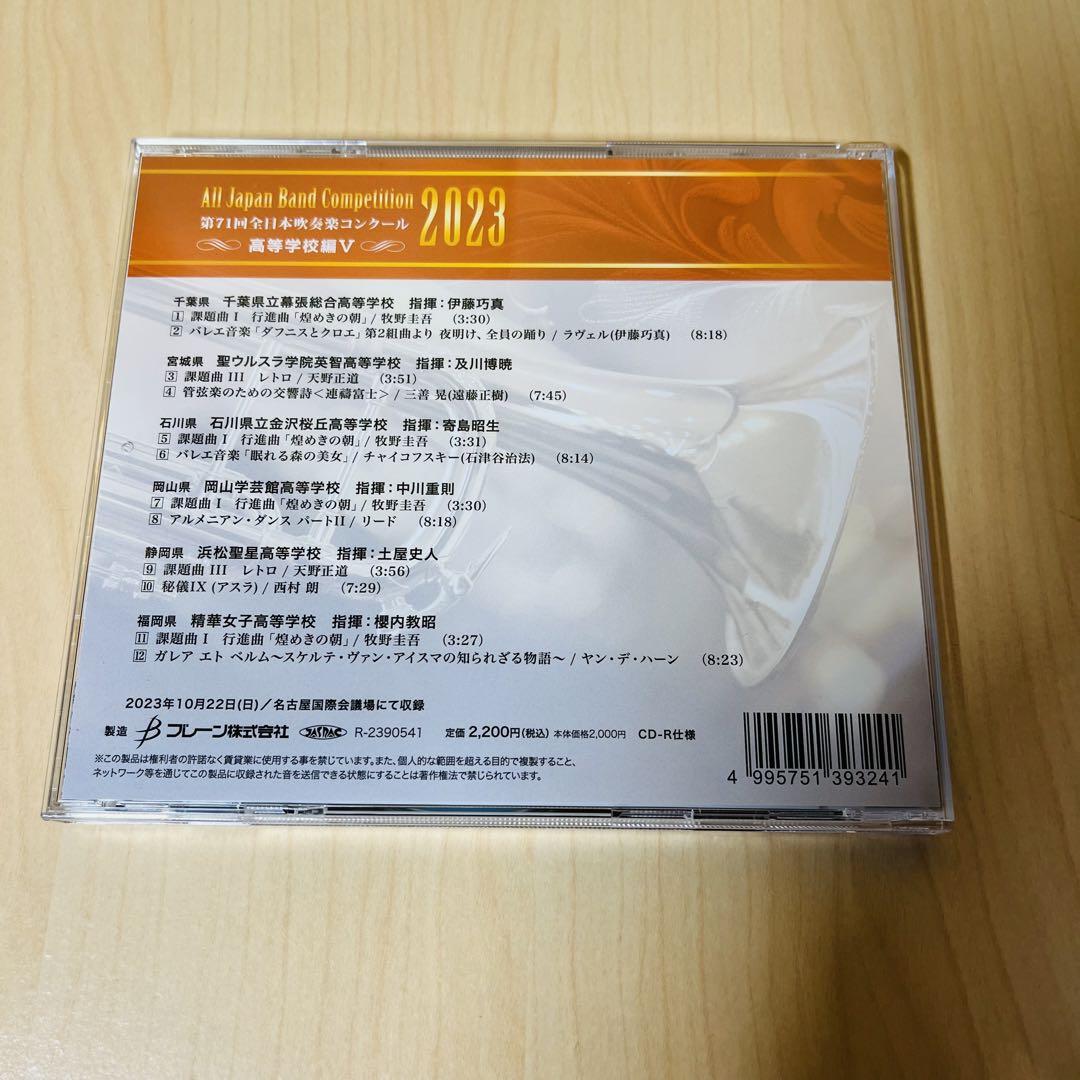 All Japan Band Competition 2023
第71回全日本吹奏楽コンクール
高等学校編Ⅴ
千葉県 千葉県立幕張総合高等学校 指揮：伊藤巧真
1 課題曲Ⅰ 行進曲「煌めきの朝」/ 牧野圭吾 (3:30)
2 バレエ音楽「ダフニスとクロエ」第2組曲より 夜明け、全員の踊り / ラヴェル(伊藤巧真) (8:18)
宮城県 聖ウルスラ学院英智高等学校 指揮：及川博暁
3 課題曲 III レトロ / 天野正道 (3:51)
4 管弦楽のための交響詩＜連禱富士＞ / 三善 晃(遠藤正樹) (7:45)
石川県 石川県立金沢桜丘高等学校 指揮：寄島昭生
5 課題曲Ⅰ 行進曲「煌めきの朝」/ 牧野圭吾 (3:31)
6 バレエ音楽「眠れる森の美女」/ チャイコフスキー(石津谷治法) (8:14)
岡山県 岡山学芸館高等学校 指揮：中川重則
7 課題曲Ⅰ 行進曲「煌めきの朝」/ 牧野圭吾 (3:30)
8 アルメニアン・ダンス パートII / リード (8:18)
静岡県 浜松聖星高等学校 指揮：土屋史人
9 課題曲 III レトロ / 天野正道 (3:56)
10 秘儀IX (アスラ) / 西村 朗 (7:29)
福岡県 精華女子高等学校 指揮：櫻内教昭
11 課題曲Ⅰ 行進曲「煌めきの朝」/ 牧野圭吾 (3:27)
12 ガレア エト ベルム〜スケルテ・ヴァン・アイスマの知られざる物語〜 / ヤン・デ・ハーン (8:23)
2023年10月22日(日)／名古屋国際会議場にて収録
製造 ブレーン株式会社 JASRAC R-2390541 定価 2,200円(税込) 本体価格2,000円 CD-R仕様
※この製品は権利者の許諾なく賃貸業に使用する事を禁じています。また、個人的な範囲を超える目的で複製すること、
ネットワーク等を通じてこの製品に収録された音を送信できる状態にすることは著作権法で禁じられています。
4 995751 393241